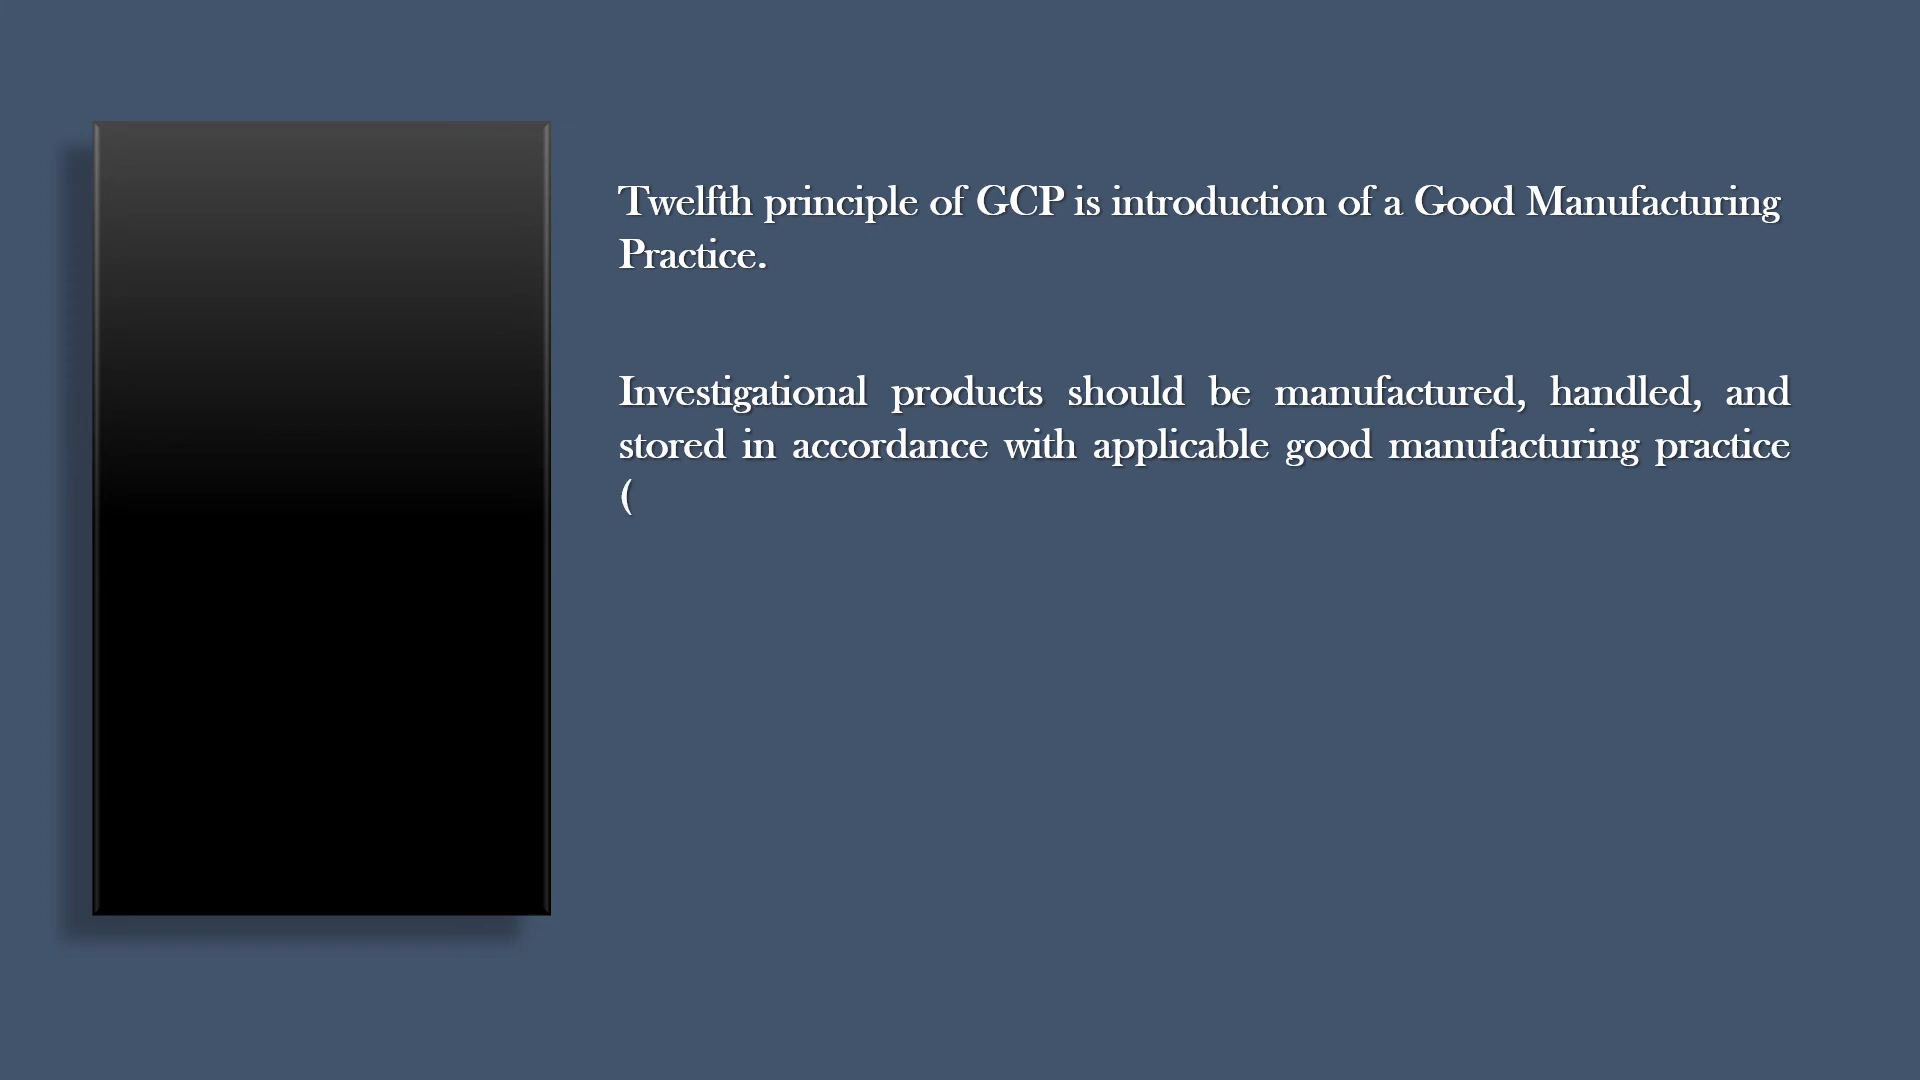 Twelfth principle of GCP is introduction of a Good Manufacturing
Practice.
Investigational products should be manufactured, handled, and
stored in accordance with applicable good manufacturing practice
(